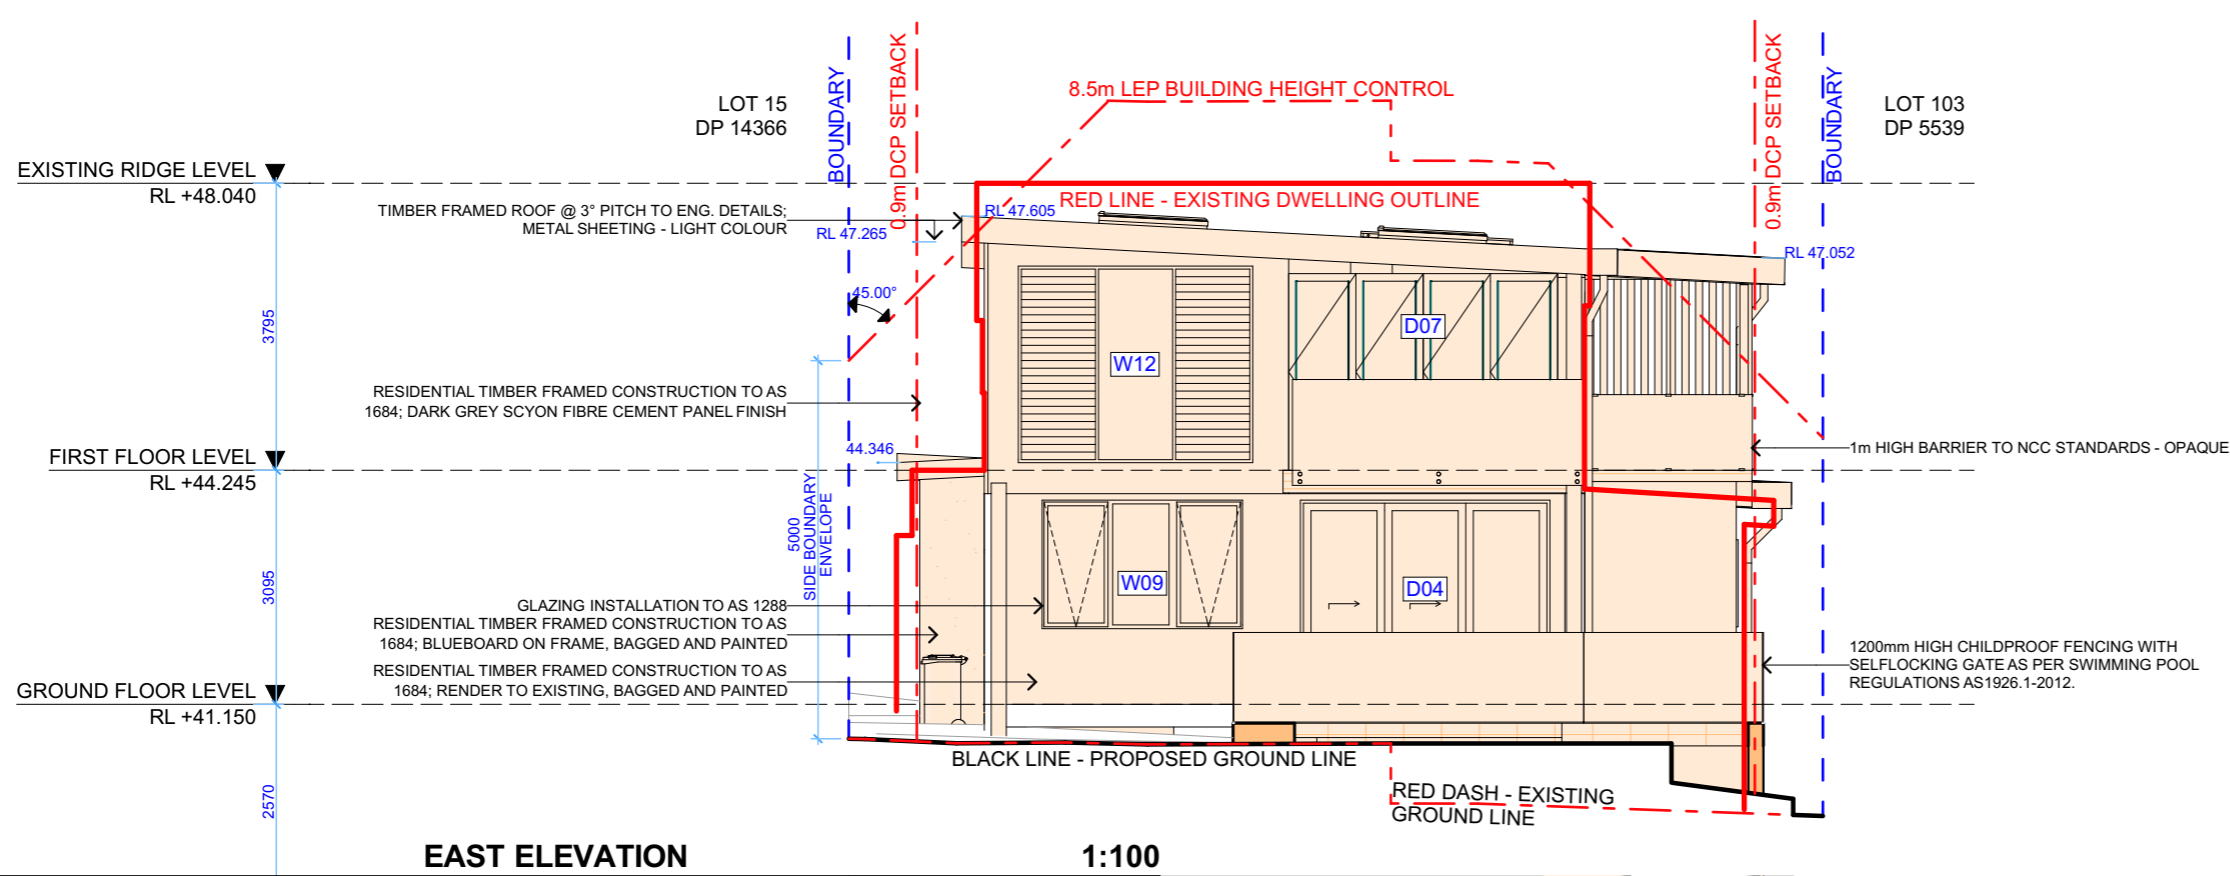 8.5m LEP BUILDING HEIGHT CONTROL
BOUNDARY
0.9m DCP SETBACK
0.9m DCP SETBACK
BOUNDARY
LOT 15
DP 14366
LOT 103
DP 5539
EXISTING RIDGE LEVEL
RL +48.040
RED LINE - EXISTING DWELLING OUTLINE
TIMBER FRAMED ROOF @ 3° PITCH TO ENG. DETAILS;
METAL SHEETING - LIGHT COLOUR
RL 47.605
RL 47.265
RL 47.052
45.00°
3795
D07
W12
RESIDENTIAL TIMBER FRAMED CONSTRUCTION TO AS
1684; DARK GREY SCYON FIBRE CEMENT PANEL FINISH
44.346
1m HIGH BARRIER TO NCC STANDARDS - OPAQUE
FIRST FLOOR LEVEL
RL +44.245
5000
SIDE BOUNDARY
ENVELOPE
3095
W09
D04
GLAZING INSTALLATION TO AS 1288
RESIDENTIAL TIMBER FRAMED CONSTRUCTION TO AS
1684; BLUEBOARD ON FRAME, BAGGED AND PAINTED
RESIDENTIAL TIMBER FRAMED CONSTRUCTION TO AS
1684; RENDER TO EXISTING, BAGGED AND PAINTED
1200mm HIGH CHILDPROOF FENCING WITH
SELFLOCKING GATE AS PER SWIMMING POOL
REGULATIONS AS1926.1-2012.
GROUND FLOOR LEVEL
RL +41.150
BLACK LINE - PROPOSED GROUND LINE
RED DASH - EXISTING
GROUND LINE
2570
EAST ELEVATION
1:100